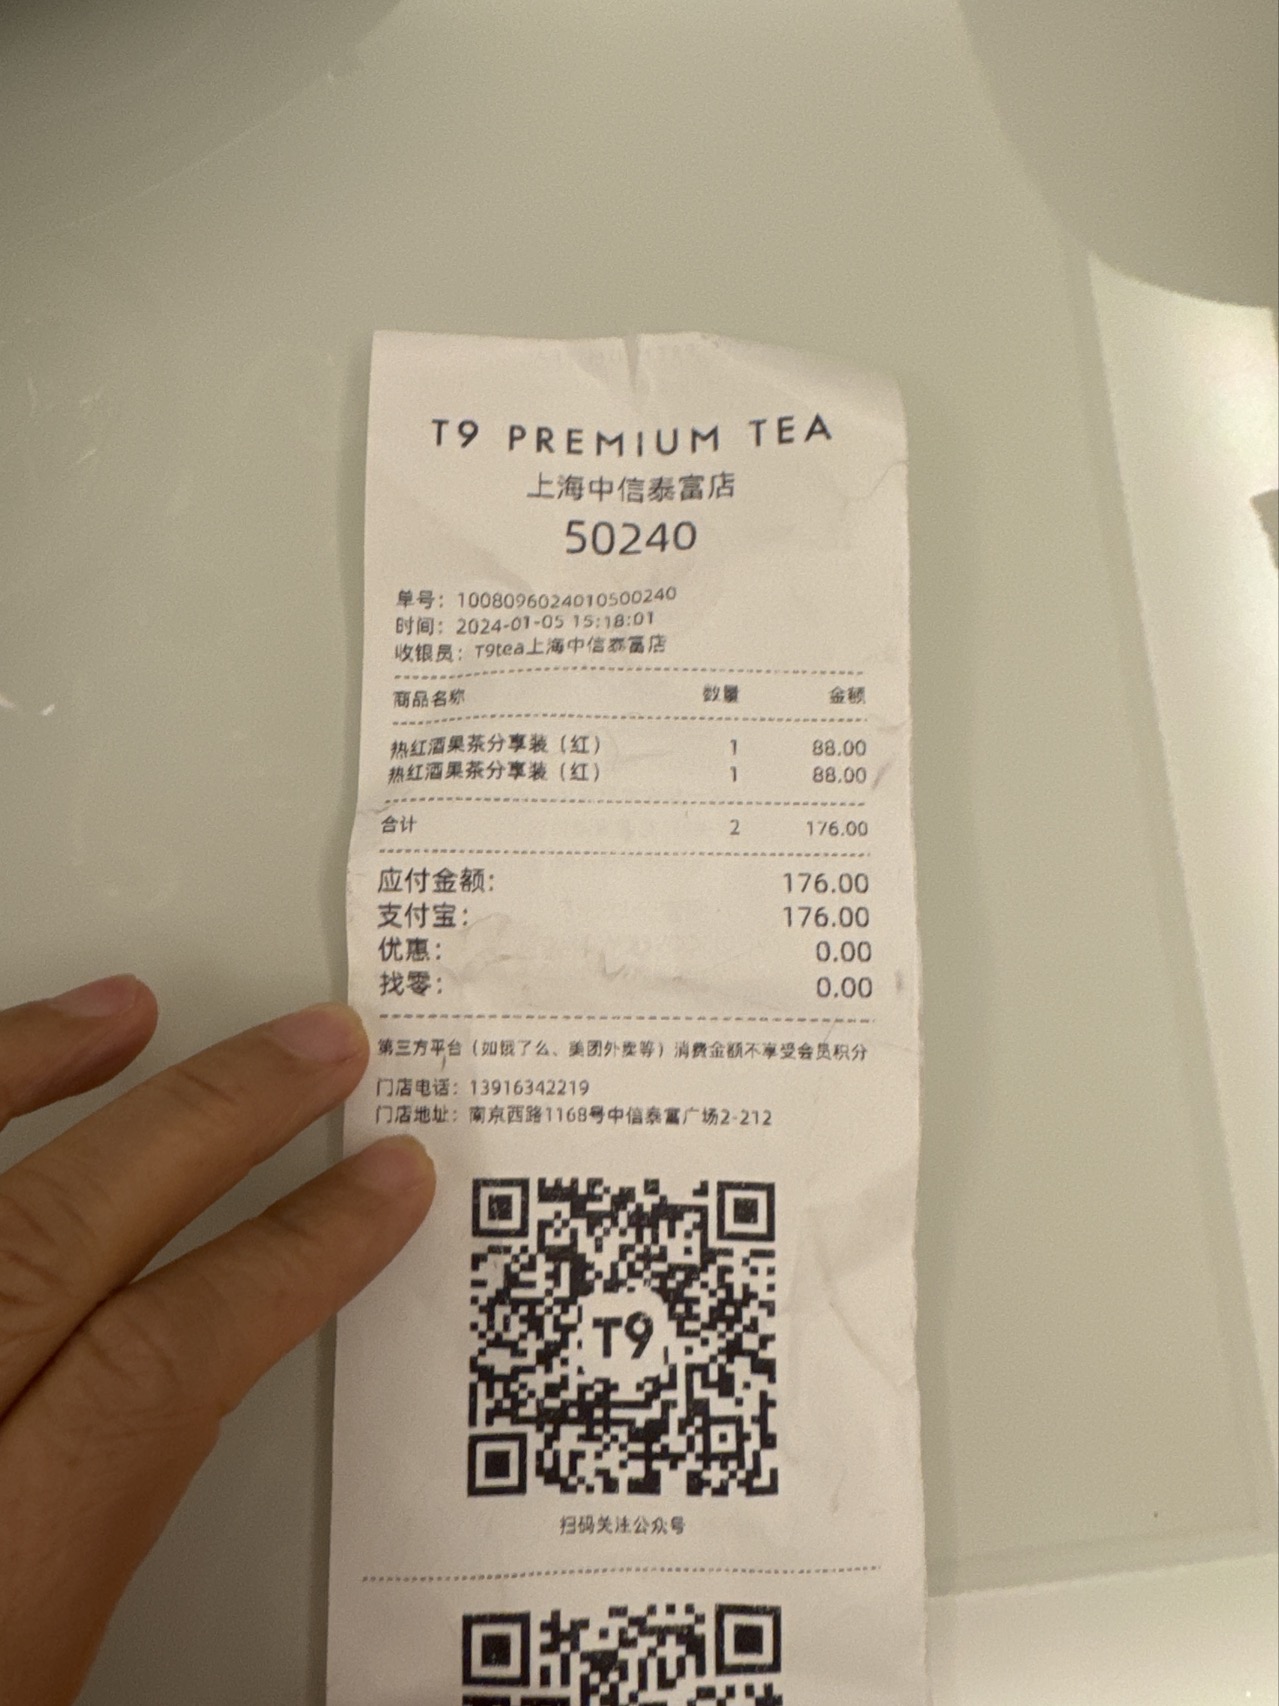 T9 PREMIUM TEA
上海中信泰富店
50240
单号：1008096024010500240
时间：2024-01-05 15:18:01
收银员：T9tea上海中信泰富店
商品名称 数量 金额
热红酒果茶分享装（红） 1 88.00
热红酒果茶分享装（红） 1 88.00
合计 2 176.00
应付金额： 176.00
支付宝： 176.00
优惠： 0.00
找零： 0.00
第三方平台（如饿了么、美团外卖等）消费金额不享受会员积分
门店电话：13916342219
门店地址：南京西路1168号中信泰富广场2-212
T9
扫码关注公众号